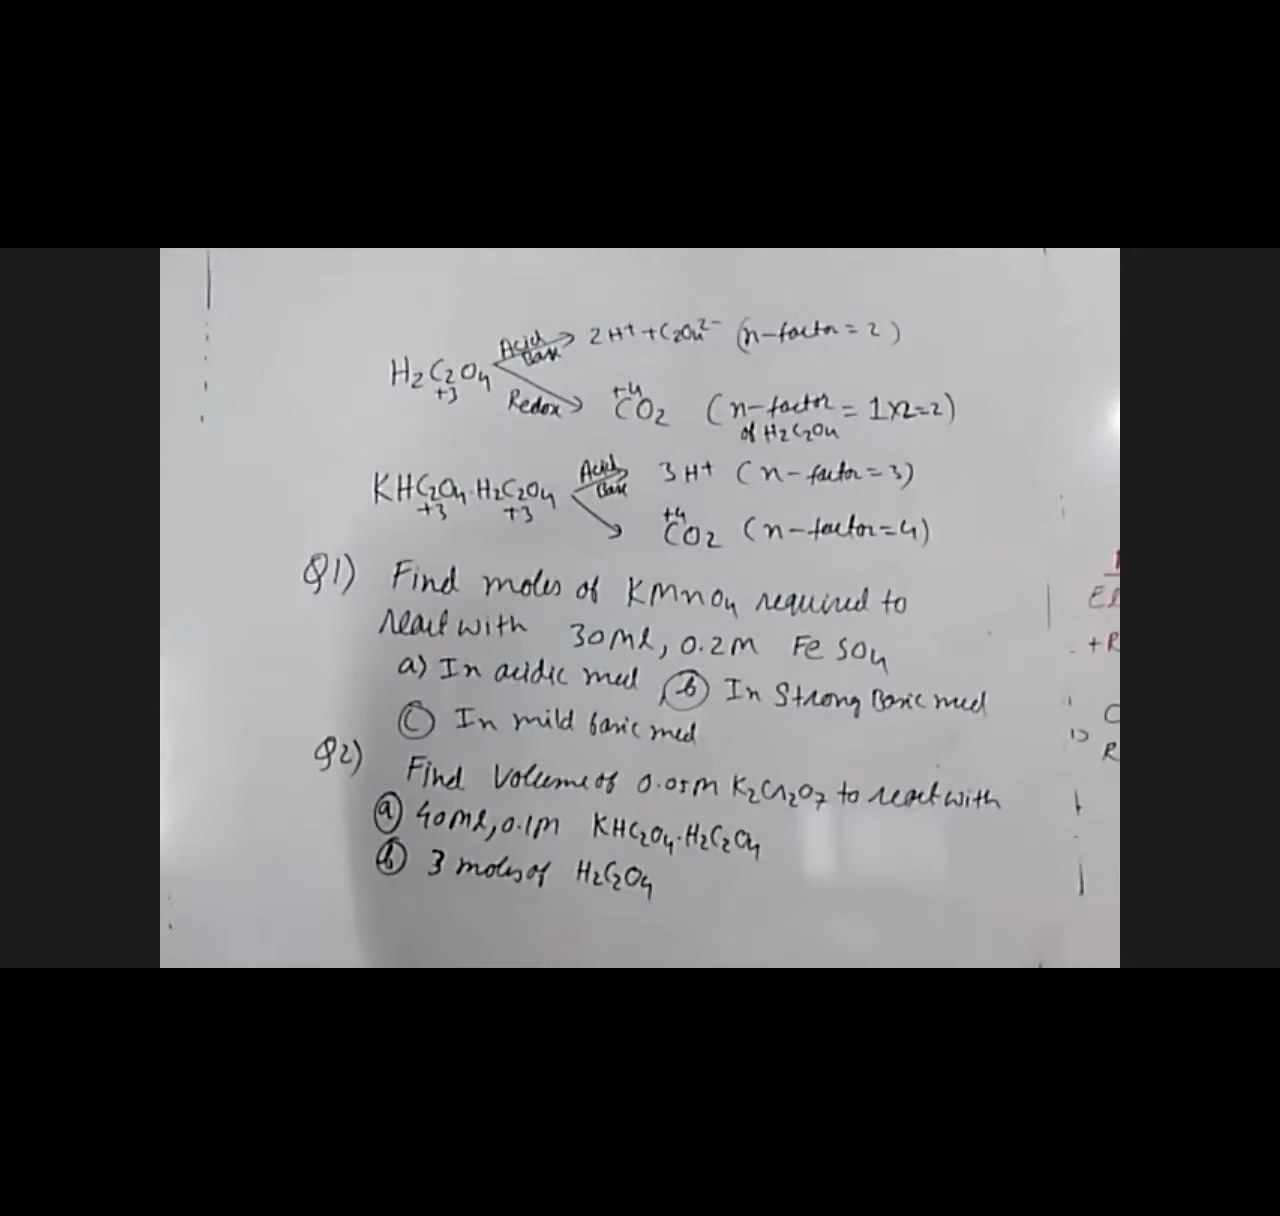 H2C2O4 Acid Base → 2H+ + C2O4 2- (n-factor = 2)
+3
Redox → +4 CO2 (n-factor = 1x2=2)
of H2C2O4
KHC2O4.H2C2O4 Acid Base → 3H+ (n-factor=3)
+3 +3
+4 CO2 (n-factor=4)
Q1) Find moles of KMnO4 required to
react with 30ml, 0.2M FeSO4
a) In acidic med (b) In Strong Basic med
(C) In mild basic med
Q2) Find Volume of 0.05M K2Cr2O7 to react with
(a) 40ml, 0.1M KHC2O4.H2C2O4
(b) 3 moles of H2C2O4
El
+R
C
R